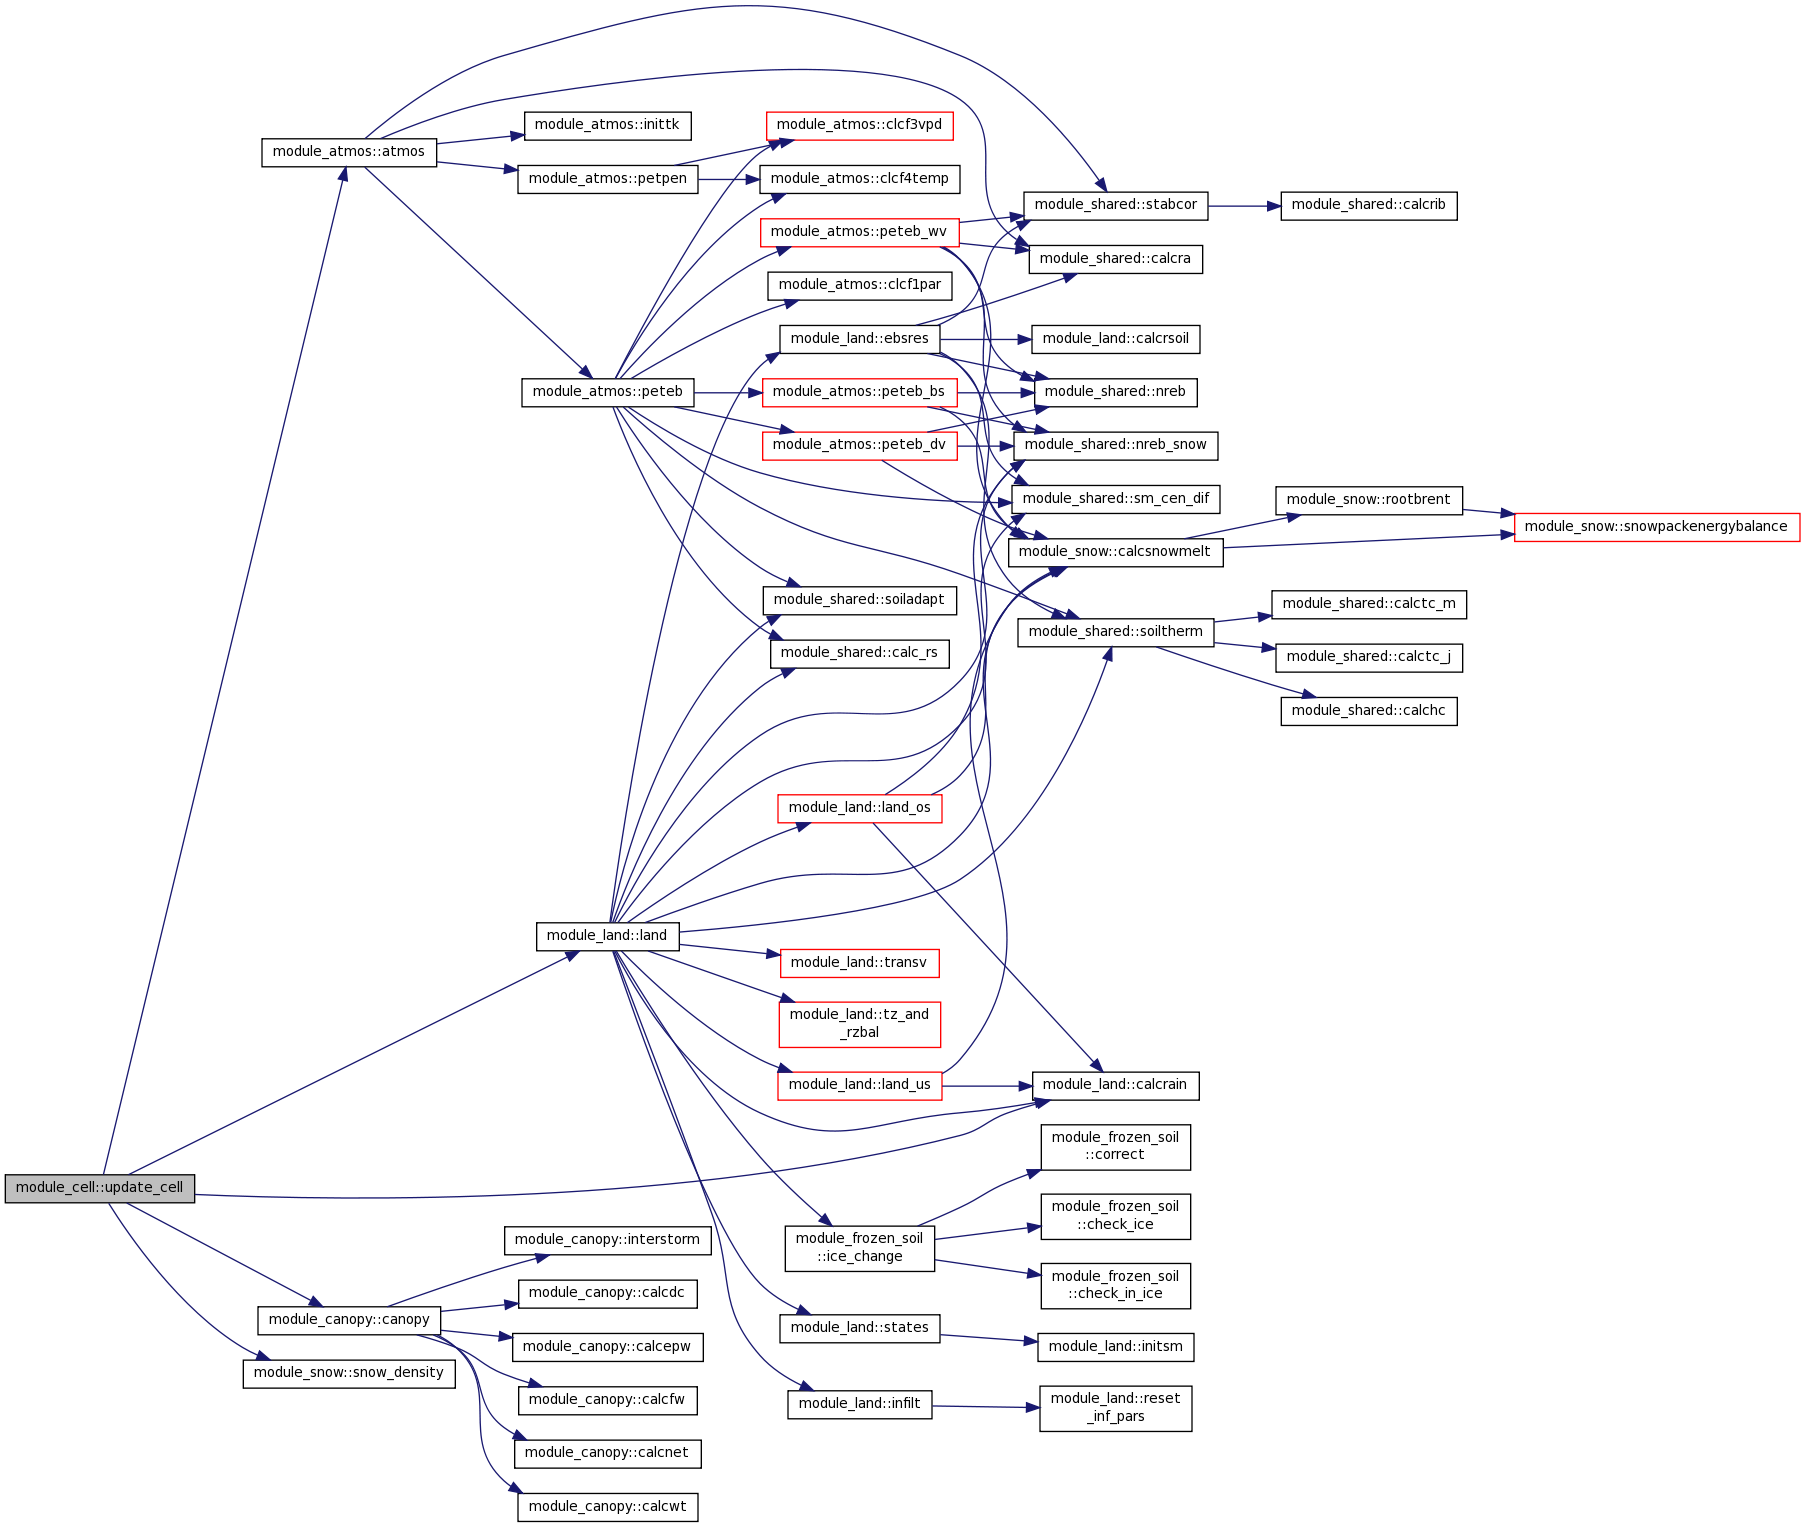 module_cell::update_cell
module_atmos::atmos
module_land::land
module_canopy::canopy
module_snow::snow_density
module_atmos::inittk
module_atmos::petpen
module_atmos::peteb
module_canopy::interstorm
module_canopy::calcdc
module_canopy::calcepw
module_canopy::calcfw
module_canopy::calcnet
module_canopy::calcwt
module_atmos::clcf3vpd
module_atmos::clcf4temp
module_atmos::peteb_wv
module_atmos::clcf1par
module_land::ebsres
module_atmos::peteb_bs
module_atmos::peteb_dv
module_shared::soiladapt
module_shared::calc_rs
module_land::land_os
module_land::transv
module_land::tz_and
_rzbal
module_land::land_us
module_frozen_soil
::ice_change
module_land::states
module_land::infilt
module_shared::stabcor
module_shared::calcra
module_land::calcrsoil
module_shared::nreb
module_shared::nreb_snow
module_shared::sm_cen_dif
module_snow::calcsnowmelt
module_shared::soiltherm
module_land::calcrain
module_frozen_soil
::correct
module_frozen_soil
::check_ice
module_frozen_soil
::check_in_ice
module_land::initsm
module_land::reset
_inf_pars
module_shared::calcrib
module_snow::rootbrent
module_shared::calctc_m
module_shared::calctc_j
module_shared::calchc
module_snow::snowpackenergybalance